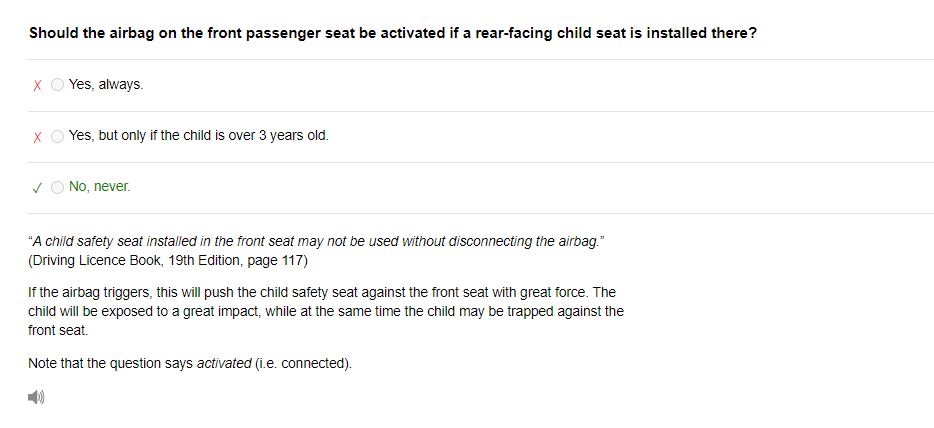 Should the airbag on the front passenger seat be activated if a rear-facing child seat is installed there?
X Yes, always.
X Yes, but only if the child is over 3 years old.
✓ No, never.
“A child safety seat installed in the front seat may not be used without disconnecting the airbag.”
(Driving Licence Book, 19th Edition, page 117)
If the airbag triggers, this will push the child safety seat against the front seat with great force. The
child will be exposed to a great impact, while at the same time the child may be trapped against the
front seat.
Note that the question says activated (i.e. connected).